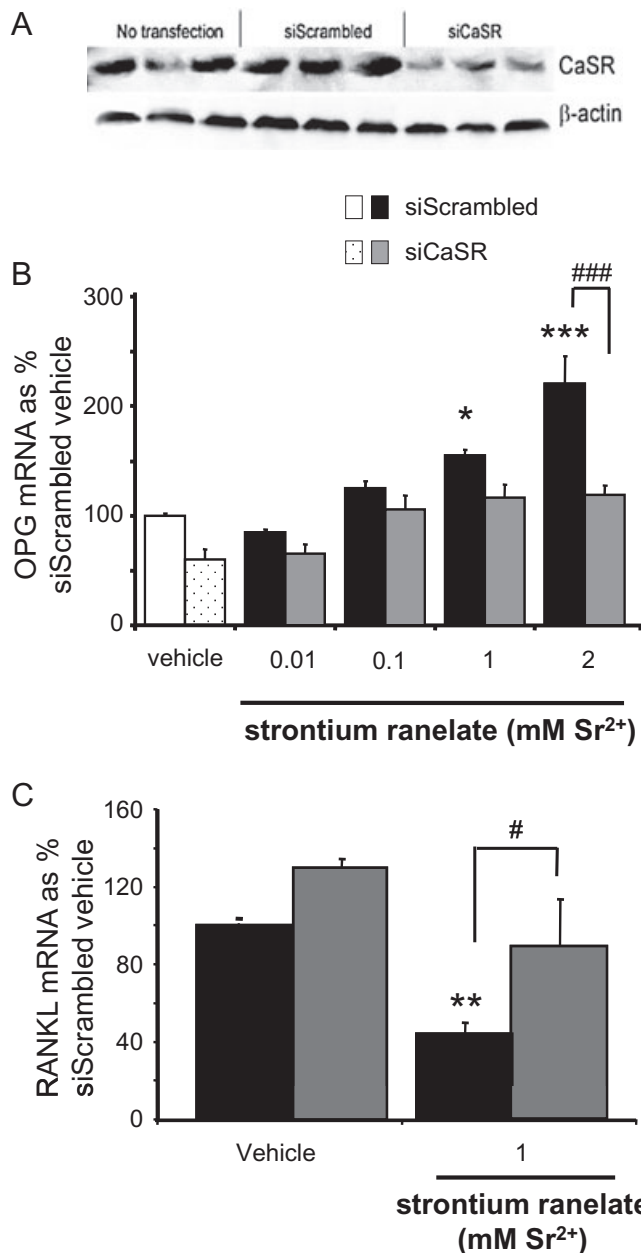 A
No transfection siScrambled siCaSR
CaSR
β-actin
siScrambled
siCaSR
B
OPG mRNA as %
siScrambled vehicle
300
200
100
0
*
***
###
vehicle 0.01 0.1 1 2
strontium ranelate (mM Sr²⁺)
C
RANKL mRNA as %
siScrambled vehicle
160
120
80
40
0
**
#
Vehicle 1
strontium ranelate
(mM Sr²⁺)